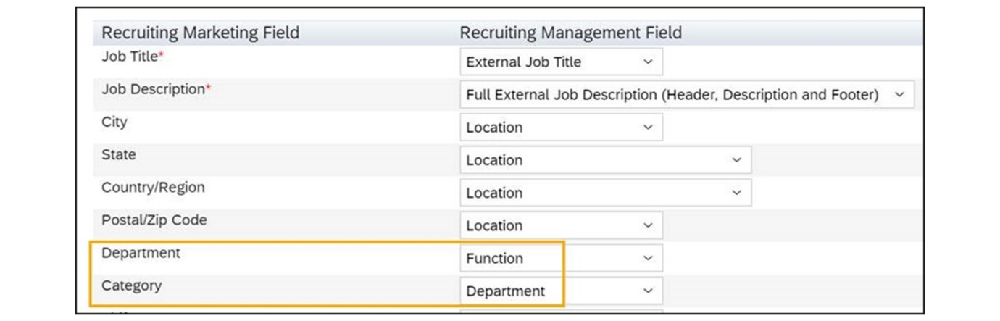 Recruiting Marketing Field Recruiting Management Field
Job Title* External Job Title
Job Description* Full External Job Description (Header, Description and Footer)
City Location
State Location
Country/Region Location
Postal/Zip Code Location
Department Function
Category Department